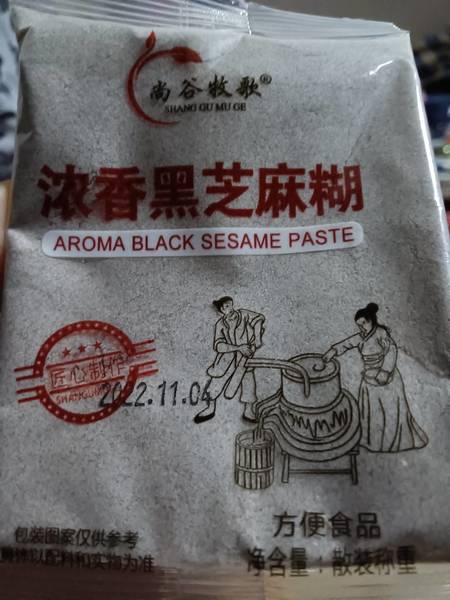 尚谷牧歌®
SHANG GU MU GE
浓香黑芝麻糊
AROMA BLACK SESAME PASTE
匠心制作
2022.11.04
方便食品
净含量：散装称重
包装图案仅供参考
具体以配料和实物为准